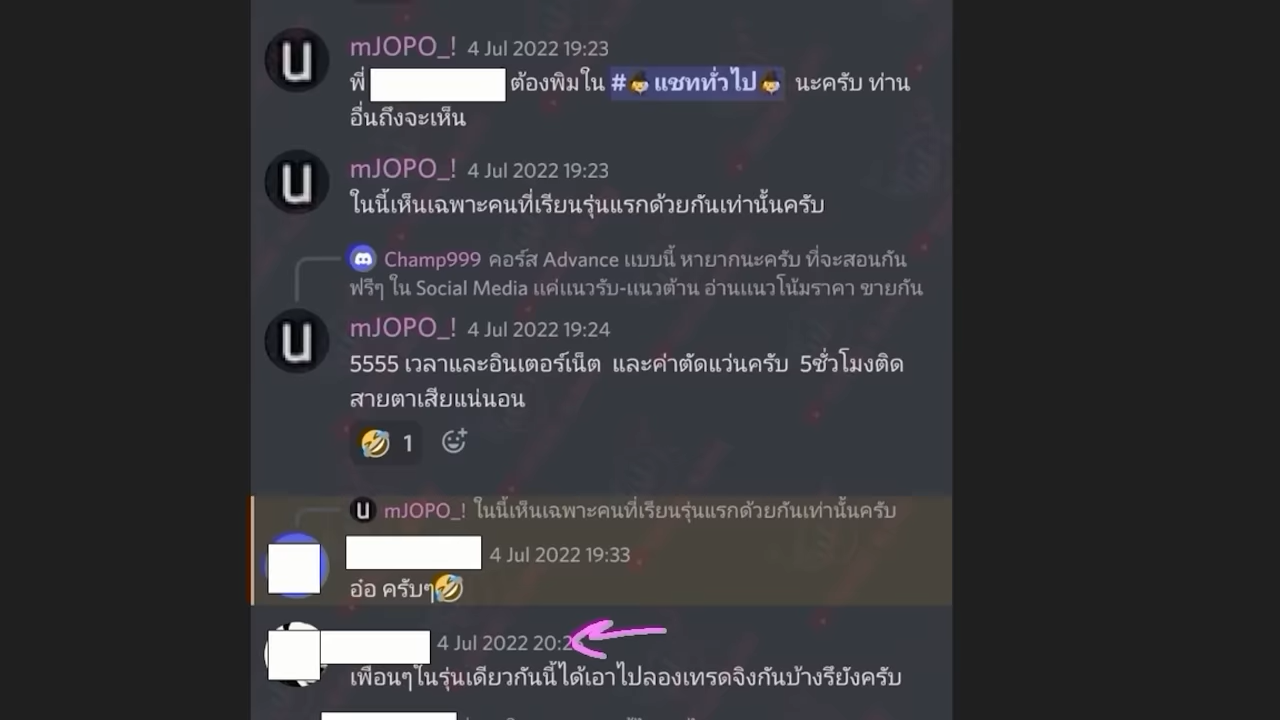 mJOPO_! 4 Jul 2022 19:23
พี่ ต้องพิมใน # แชททั่วไป นะครับ ท่าน
อื่นถึงจะเห็น
mJOPO_! 4 Jul 2022 19:23
ในนี้เห็นเฉพาะคนที่เรียนรุ่นแรกด้วยกันเท่านั้นครับ
Champ999 คอร์ส Advance แบบนี้ หายากนะครับ ที่จะสอนกัน
ฟรีๆ ใน Social Media แค่แนวรับ-แนวต้าน อ่านแนวโน้มราคา ขายกัน
mJOPO_! 4 Jul 2022 19:24
5555 เวลาและอินเตอร์เน็ต และค่าตัดแว่นครับ 5ชั่วโมงติด
สายตาเสียแน่นอน
🤣 1
mJOPO_! ในนี้เห็นเฉพาะคนที่เรียนรุ่นแรกด้วยกันเท่านั้นครับ
4 Jul 2022 19:33
อ๋อ ครับๆ🤣
4 Jul 2022
เพื่อนๆในรุ่นเดียวกันนี้ได้เอาไปลองเทรดจิงกันบ้างรึยังครับ